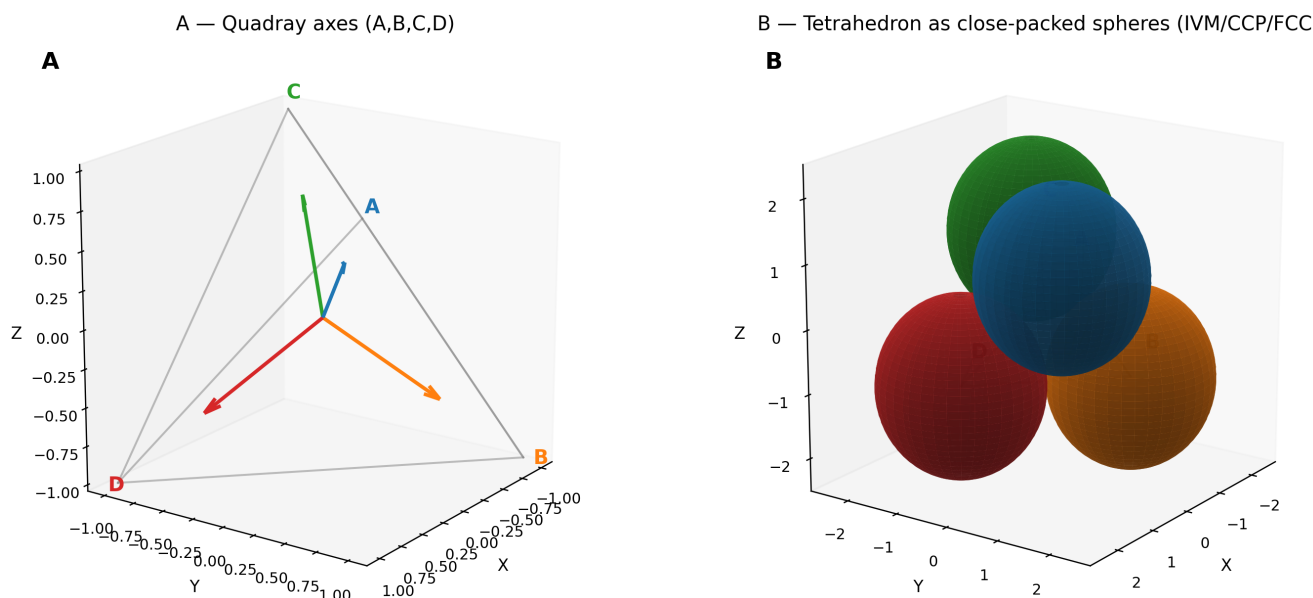 A — Quadray axes (A,B,C,D)
A
C
A
B
D
1.00
0.75
0.50
0.25
0.00
−0.25
−0.50
−0.75
−1.00
Z
−1.00
−0.75
−0.50
−0.25
0.00
0.25
0.50
0.75
1.00
Y
−1.00
−0.75
−0.50
−0.25
0.00
0.25
0.50
0.75
1.00
X
B — Tetrahedron as close-packed spheres (IVM/CCP/FCC
B
D
B
2
1
0
−1
−2
Z
−2
−1
0
1
2
Y
−2
−1
0
1
2
X